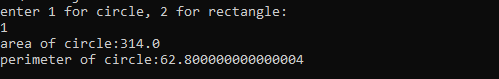 enter 1 for circle, 2 for rectangle:
1
area of circle:314.0
perimeter of circle:62.800000000000004